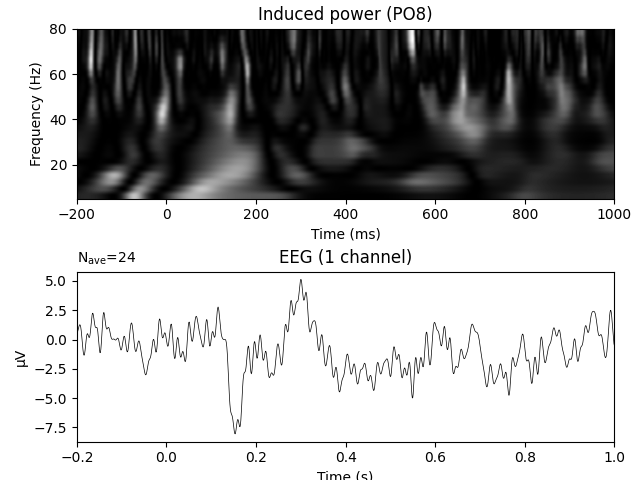 Induced power (PO8)
80
60
40
20
Frequency (Hz)
−200 0 200 400 600 800 1000
Time (ms)
Nave=24
EEG (1 channel)
5.0
2.5
0.0
−2.5
−5.0
−7.5
µV
−0.2 0.0 0.2 0.4 0.6 0.8 1.0
Time (s)